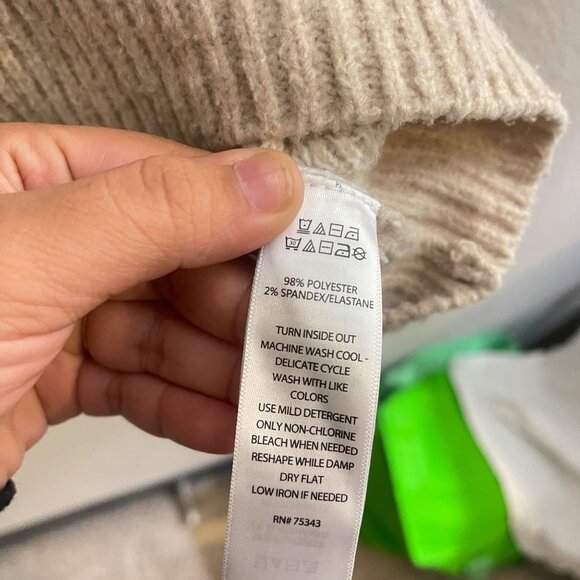 30
98% POLYESTER
2% SPANDEX/ELASTANE
TURN INSIDE OUT
MACHINE WASH COOL -
DELICATE CYCLE
WASH WITH LIKE
COLORS
USE MILD DETERGENT
ONLY NON-CHLORINE
BLEACH WHEN NEEDED
RESHAPE WHILE DAMP
DRY FLAT
LOW IRON IF NEEDED
RN# 75343